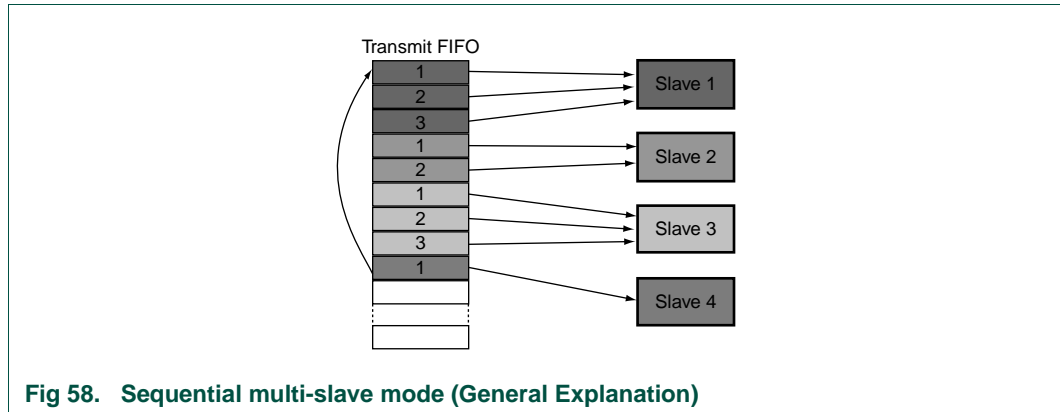 Transmit FIFO
1
2
3
1
2
1
2
3
1
Slave 1
Slave 2
Slave 3
Slave 4
Fig 58. Sequential multi-slave mode (General Explanation)